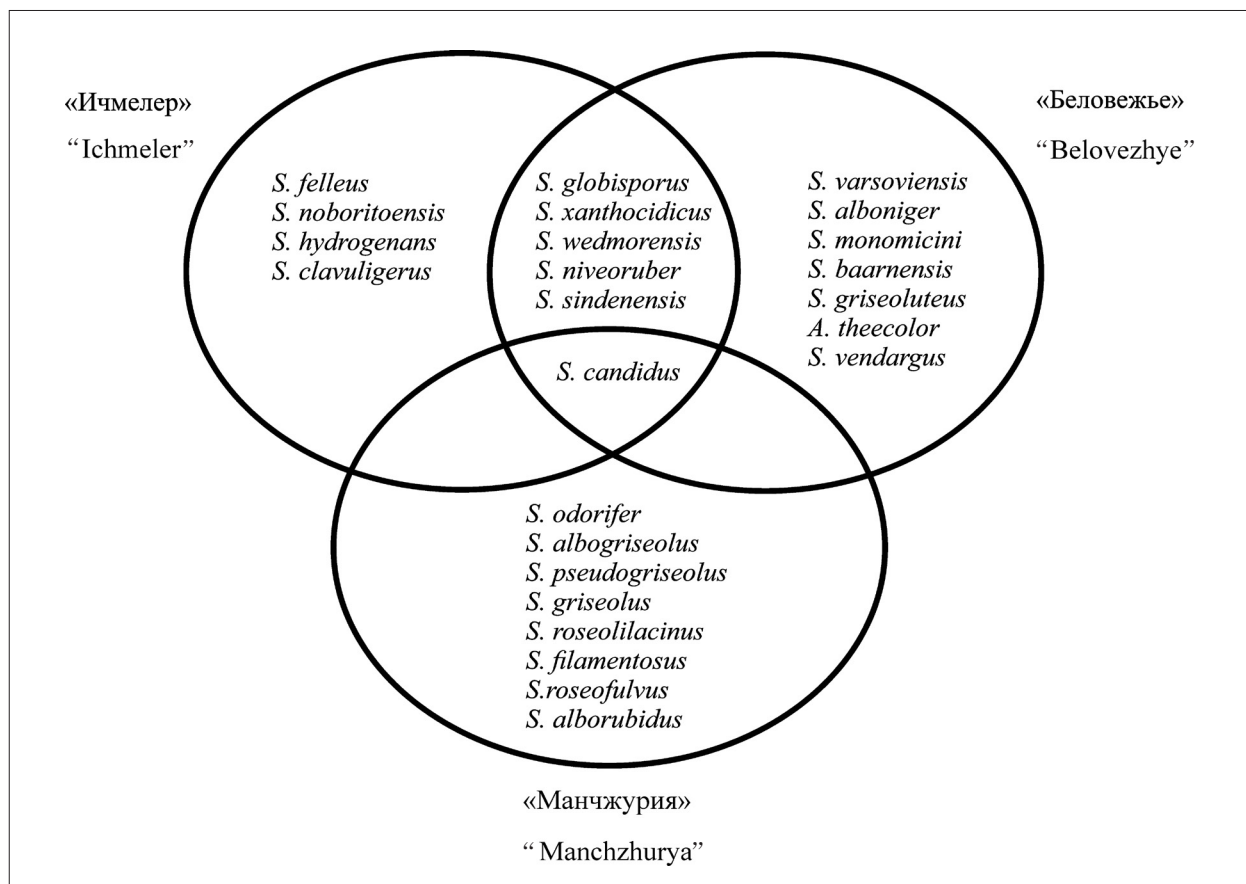 «Ичмелер»
“Ichmeler”
«Беловежье»
“Belovezhye”
S. felleus
S. noboritoensis
S. hydrogenans
S. clavuligerus
S. globisporus
S. xanthocidicus
S. wedmorensis
S. niveoruber
S. sindenensis
S. varsoviensis
S. alboniger
S. monomicini
S. baarnensis
S. griseoluteus
A. theecolor
S. vendargus
S. candidus
S. odorifer
S. albogriseolus
S. pseudogriseolus
S. griseolus
S. roseolilacinus
S. filamentosus
S.roseofulvus
S. alborubidus
«Манчжурия»
“ Manchzhurya”